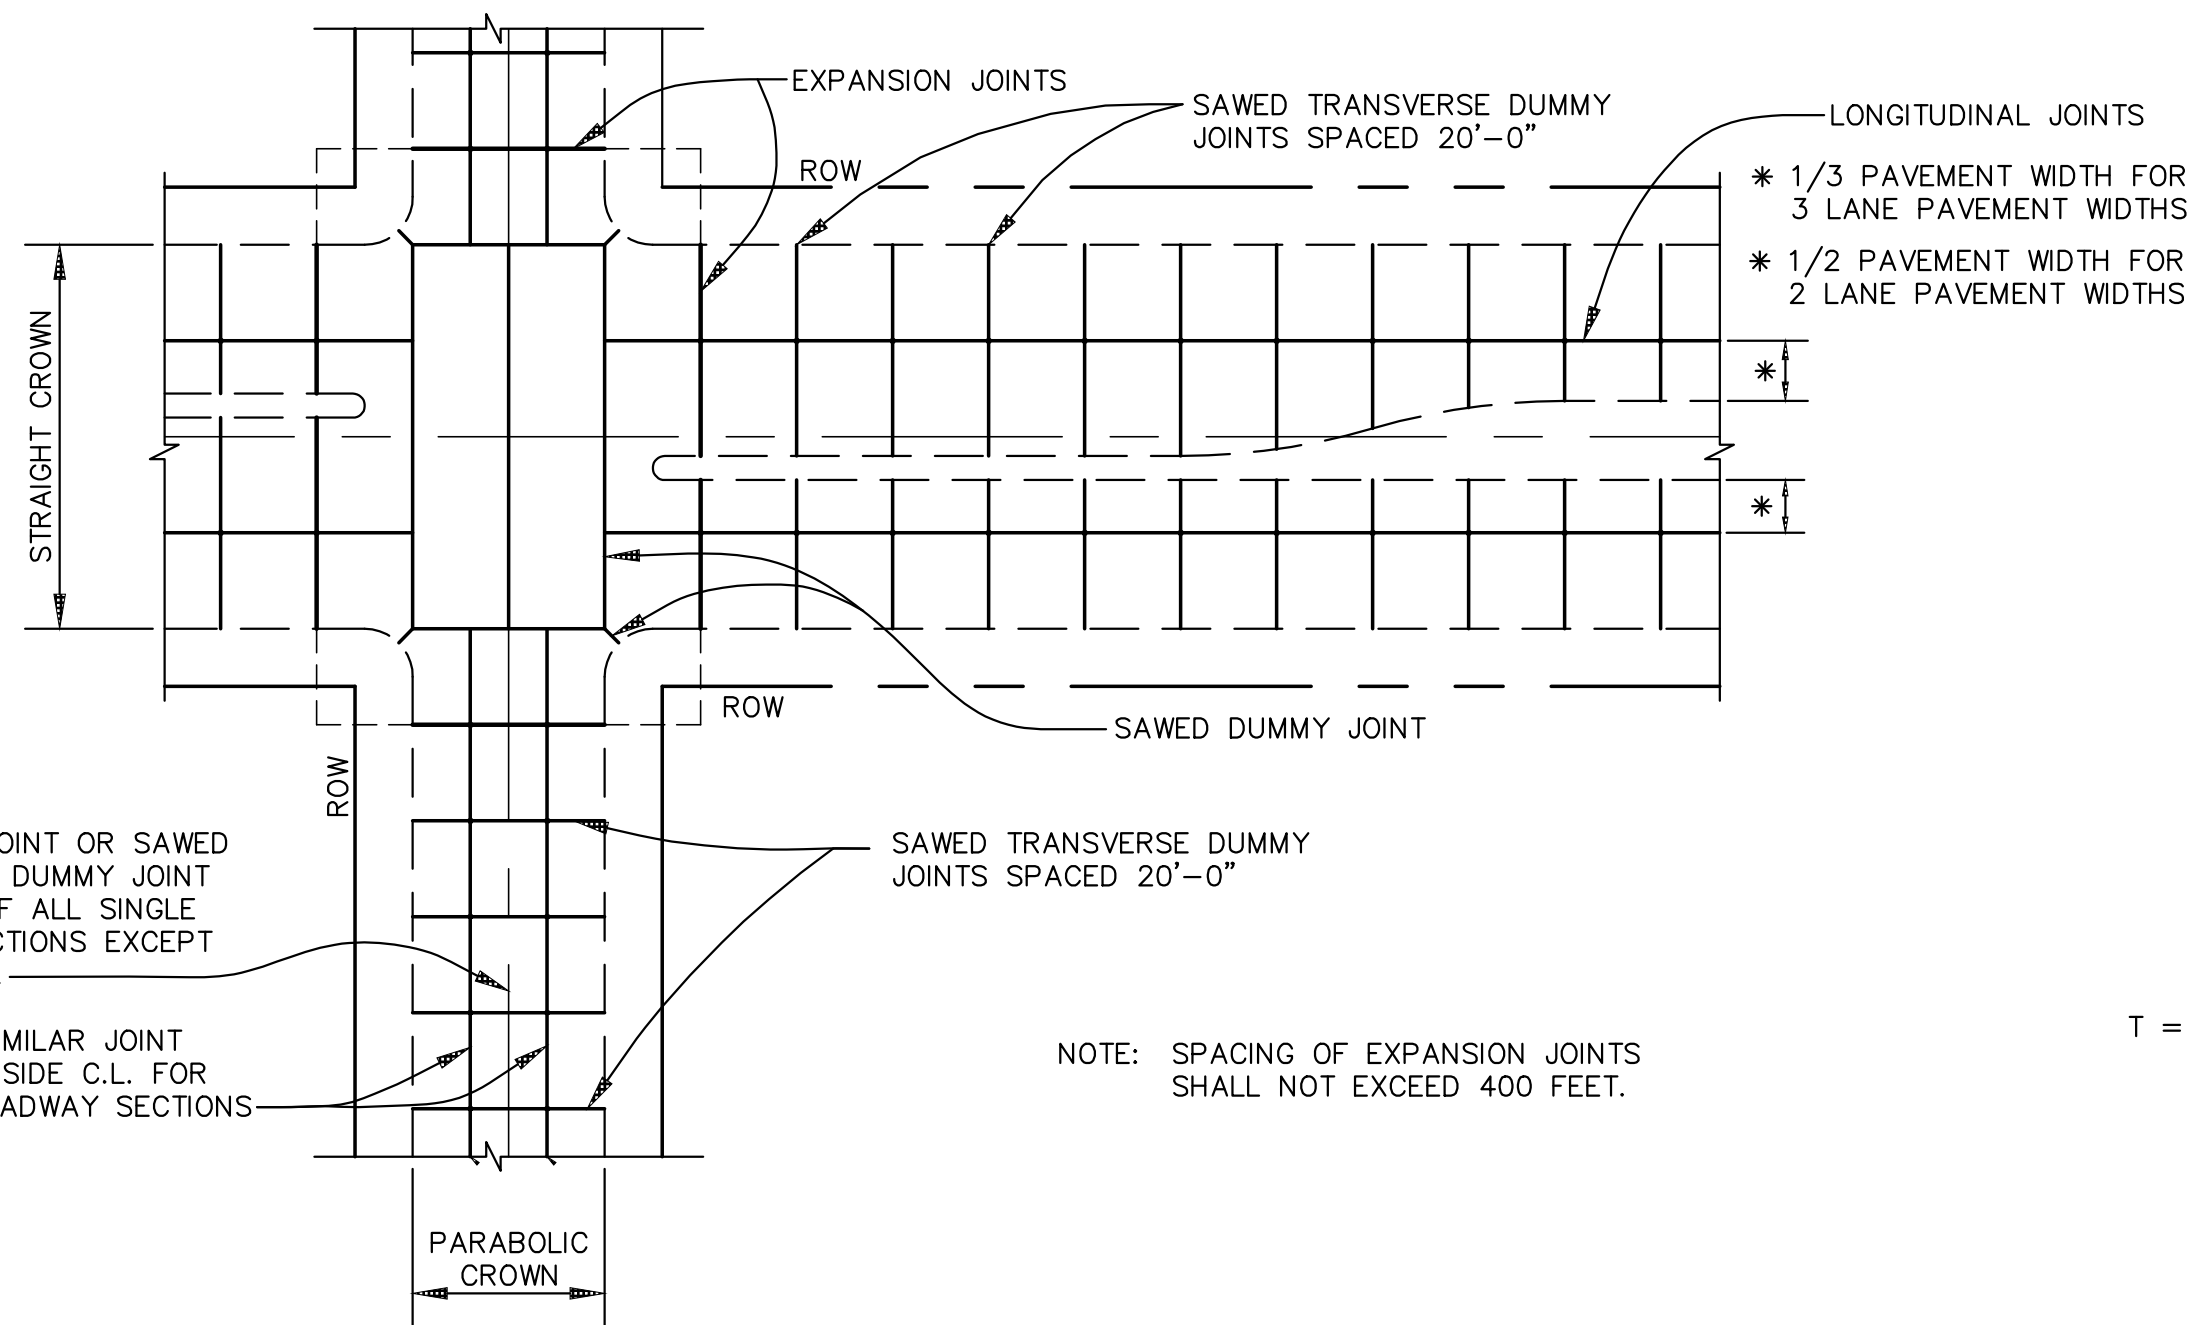 EXPANSION JOINTS
SAWED TRANSVERSE DUMMY
JOINTS SPACED 20'-0"
LONGITUDINAL JOINTS
ROW
* 1/3 PAVEMENT WIDTH FOR
3 LANE PAVEMENT WIDTHS
* 1/2 PAVEMENT WIDTH FOR
2 LANE PAVEMENT WIDTHS
STRAIGHT CROWN
*
*
ROW
SAWED DUMMY JOINT
ROW
OINT OR SAWED
DUMMY JOINT
F ALL SINGLE
CTIONS EXCEPT
SAWED TRANSVERSE DUMMY
JOINTS SPACED 20'-0"
MILAR JOINT
SIDE C.L. FOR
ADWAY SECTIONS
NOTE: SPACING OF EXPANSION JOINTS
SHALL NOT EXCEED 400 FEET.
T =
PARABOLIC
CROWN